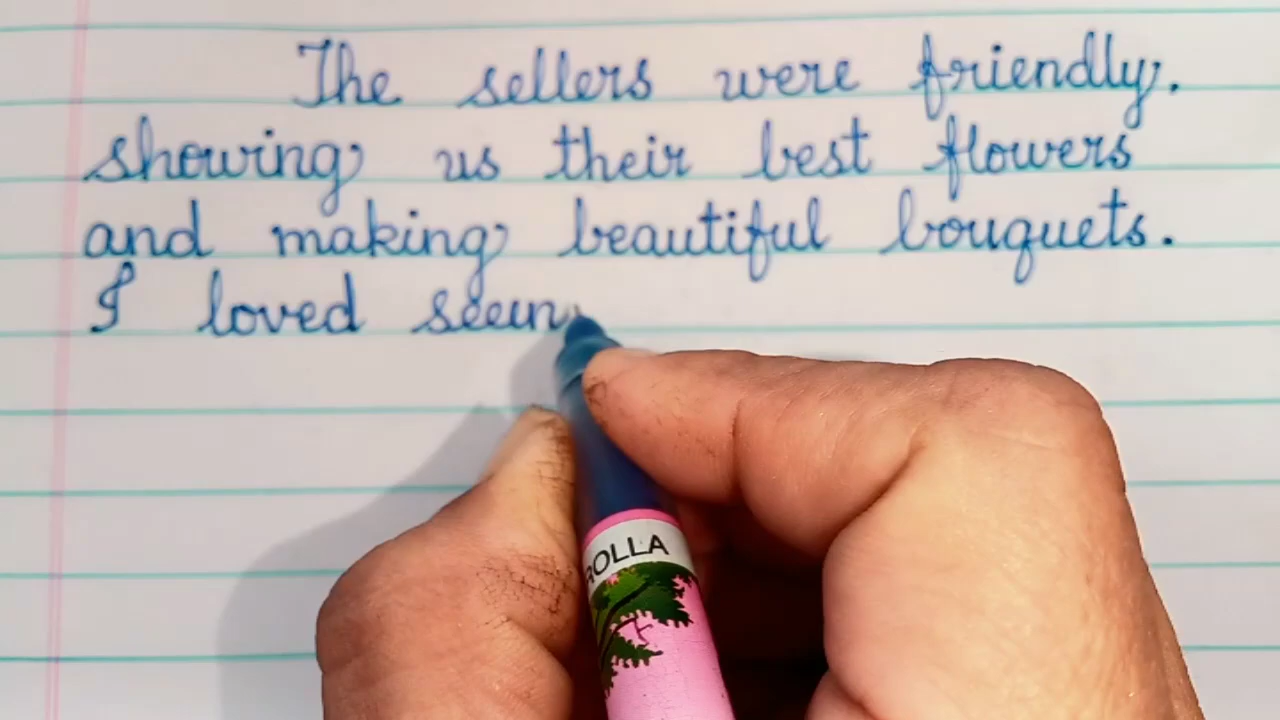 The sellers were friendly.
showing us their best flowers
and making beautiful bouquets.
I loved seein
ROLLA